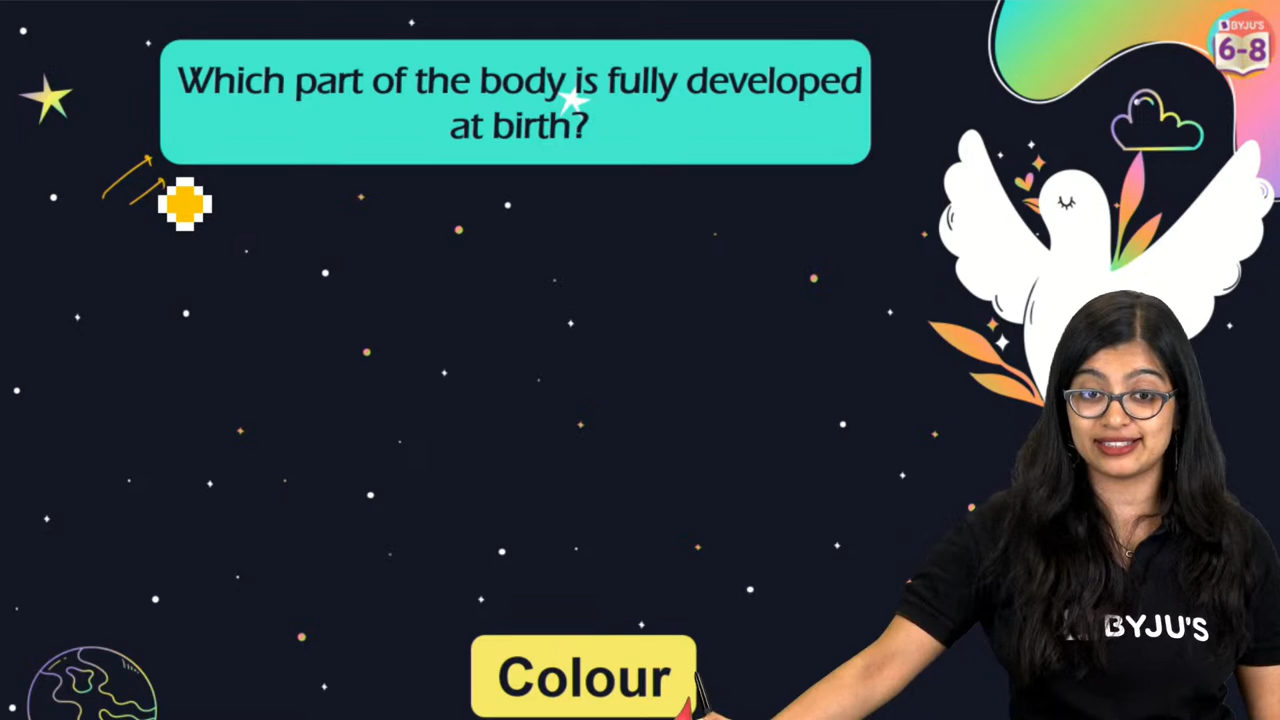 BYJU'S
6-8
Which part of the body is fully developed
at birth?
Colour
BYJU'S